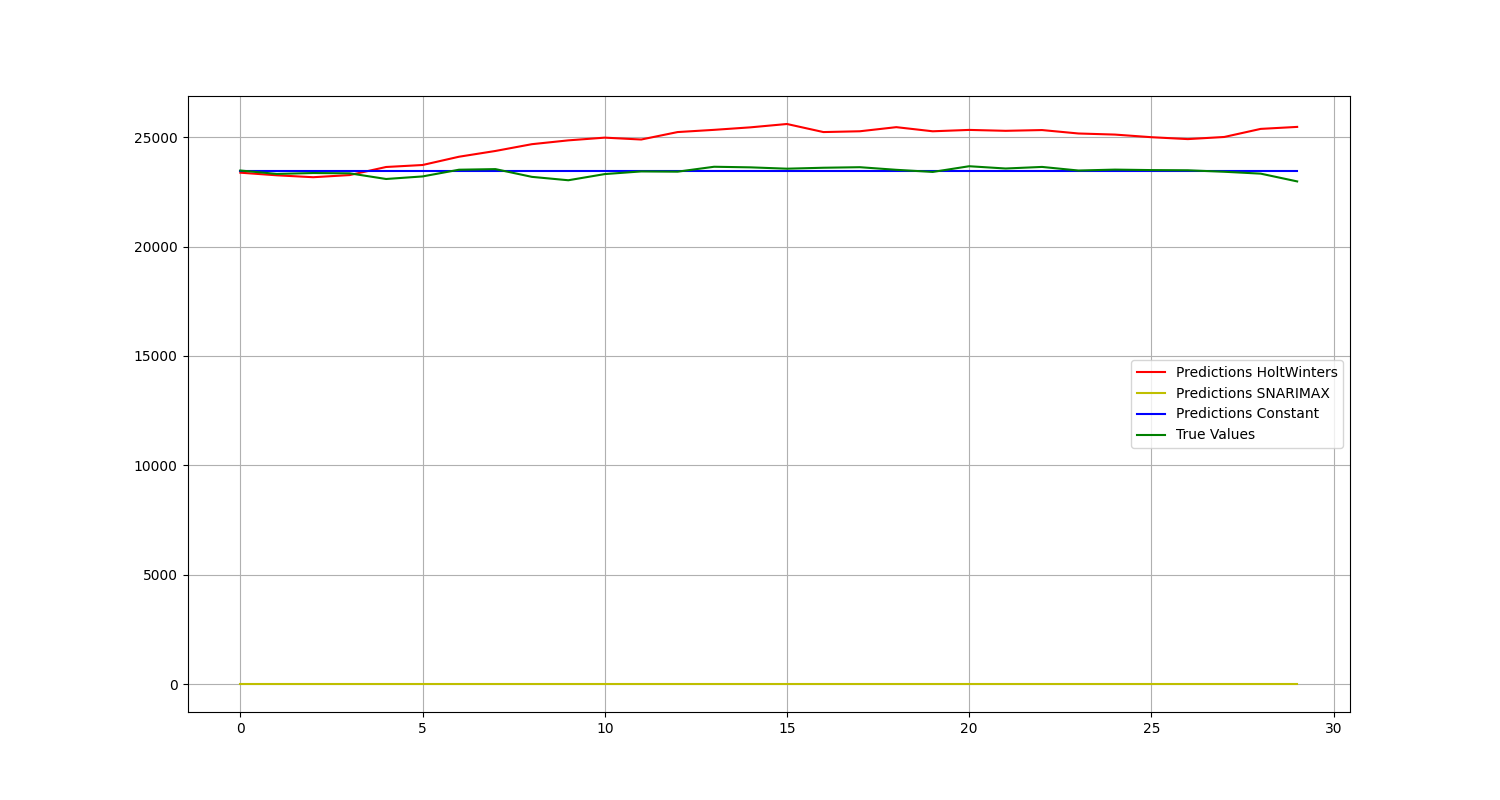 25000
20000
15000
10000
5000
0
Predictions HoltWinters
Predictions SNARIMAX
Predictions Constant
True Values
0 5 10 15 20 25 30